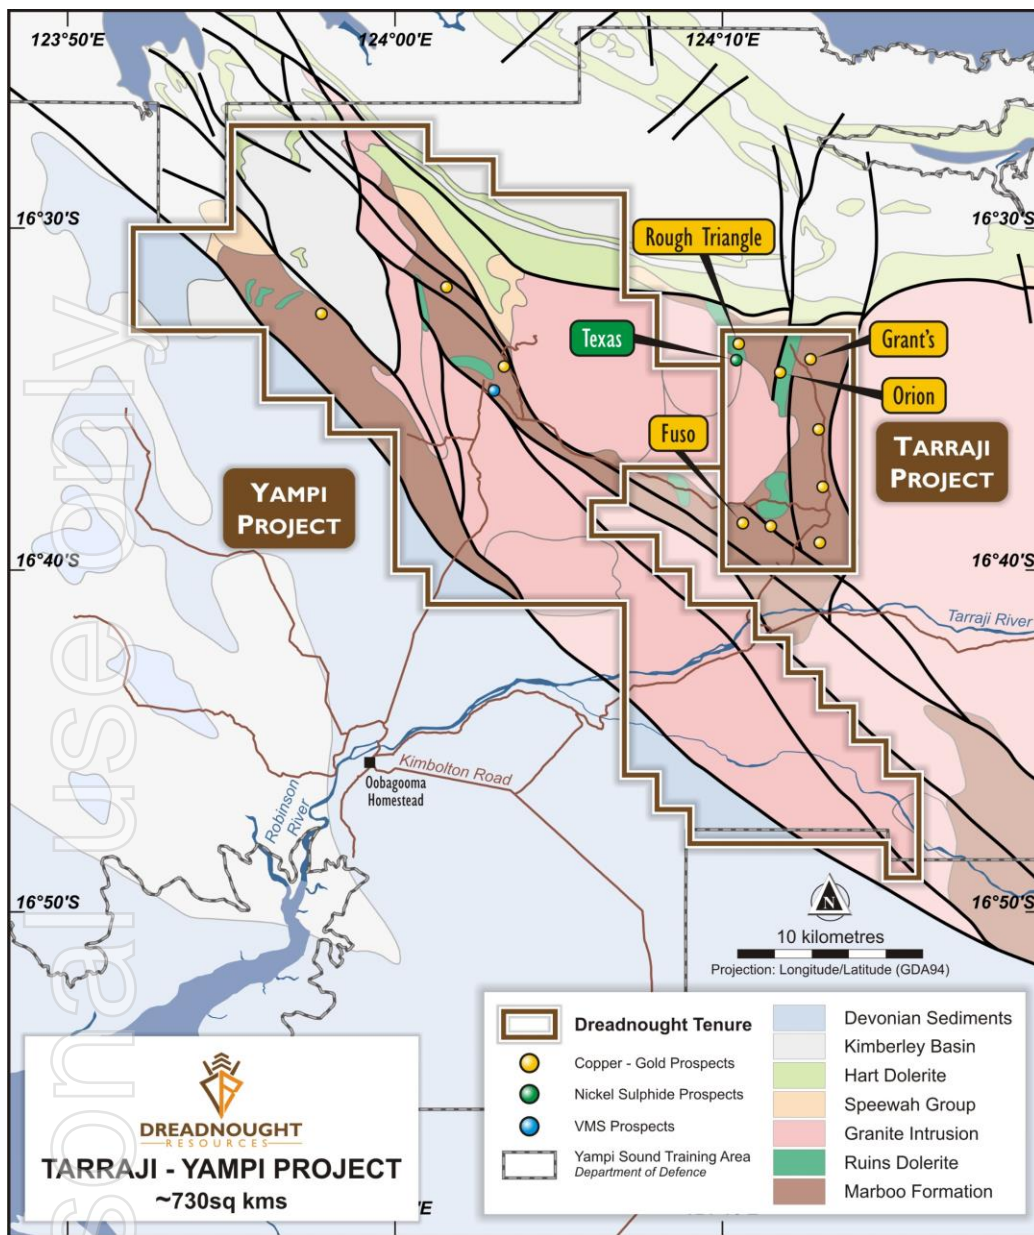 123°50'E
124°00'E
124°10'E
16°30'S
16°30'S
Rough Triangle
Texas
Grant's
Orion
Fuso
TARRAJI
PROJECT
YAMPI
PROJECT
16°40'S
16°40'S
Tarraji River
Kimbolton Road
Oobagooma
Homestead
Robinson
River
16°50'S
16°50'S
N
10 kilometres
Projection: Longitude/Latitude (GDA94)
Dreadnought Tenure
Copper - Gold Prospects
Nickel Sulphide Prospects
VMS Prospects
Yampi Sound Training Area
Department of Defence
Devonian Sediments
Kimberley Basin
Hart Dolerite
Speewah Group
Granite Intrusion
Ruins Dolerite
Marboo Formation
DREADNOUGHT
RESOURCES
TARRAJI - YAMPI PROJECT
~730sq kms
sonal use only